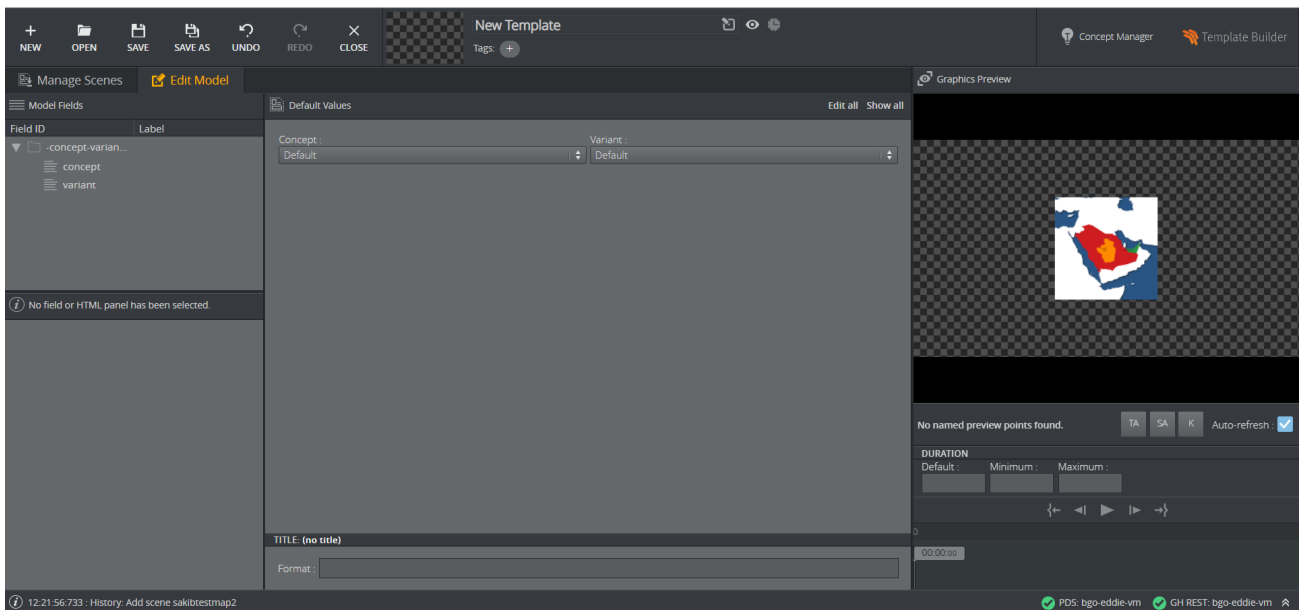 NEW OPEN SAVE SAVE AS UNDO REDO CLOSE
New Template
Tags: +
Concept Manager
Template Builder
Manage Scenes
Edit Model
Graphics Preview
Model Fields
Default Values
Edit all Show all
Field ID Label
-concept-varian...
concept
variant
Concept :
Default
Variant :
Default
No field or HTML panel has been selected.
No named preview points found.
TA SA K
Auto-refresh :
DURATION
Default : Minimum : Maximum :
0
00:00:00
TITLE: (no title)
Format :
12:21:56:733 : History: Add scene sakibtestmap2
PDS: bgo-eddie-vm
GH REST: bgo-eddie-vm